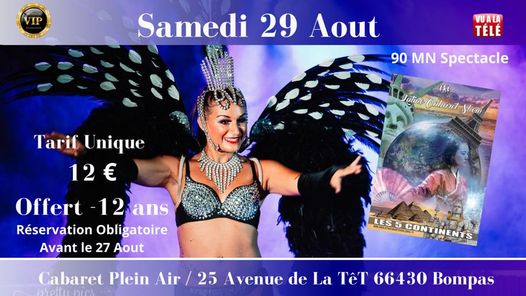 VIP
Samedi 29 Aout
VU A LA
TÉLÉ
90 MN Spectacle
Tarif Unique
12 €
Offert -12 ans
Réservation Obligatoire
Avant le 27 Aout
LES 5 CONTINENTS
Cabaret Plein Air / 25 Avenue de La TêT 66430 Bompas